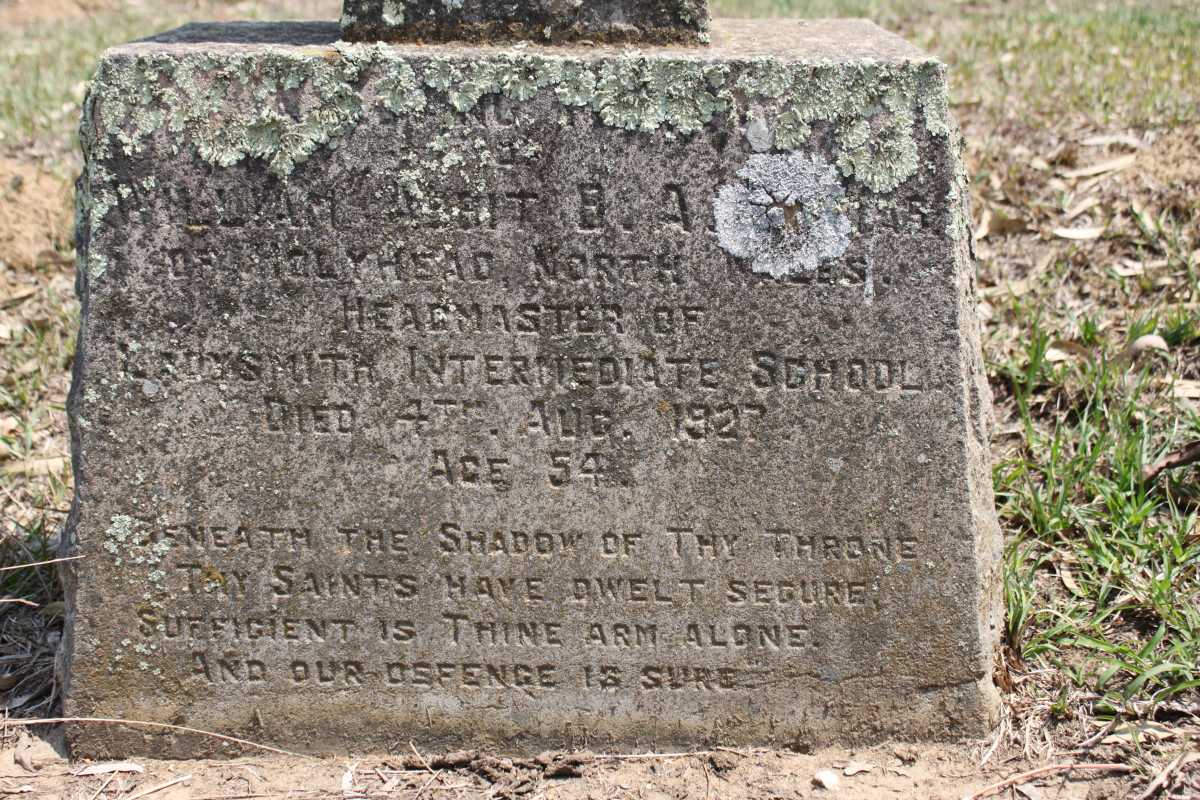 B. A.
OF HOLYHEAD, NORTH WALES.
HEADMASTER OF
LADYSMITH INTERMEDIATE SCHOOL
DIED. 4TH. AUG. 1927.
AGE 54.
BENEATH THE SHADOW OF THY THRONE
THY SAINTS HAVE DWELT SECURE,
SUFFICIENT IS THINE ARM ALONE.
AND OUR DEFENCE IS SURE